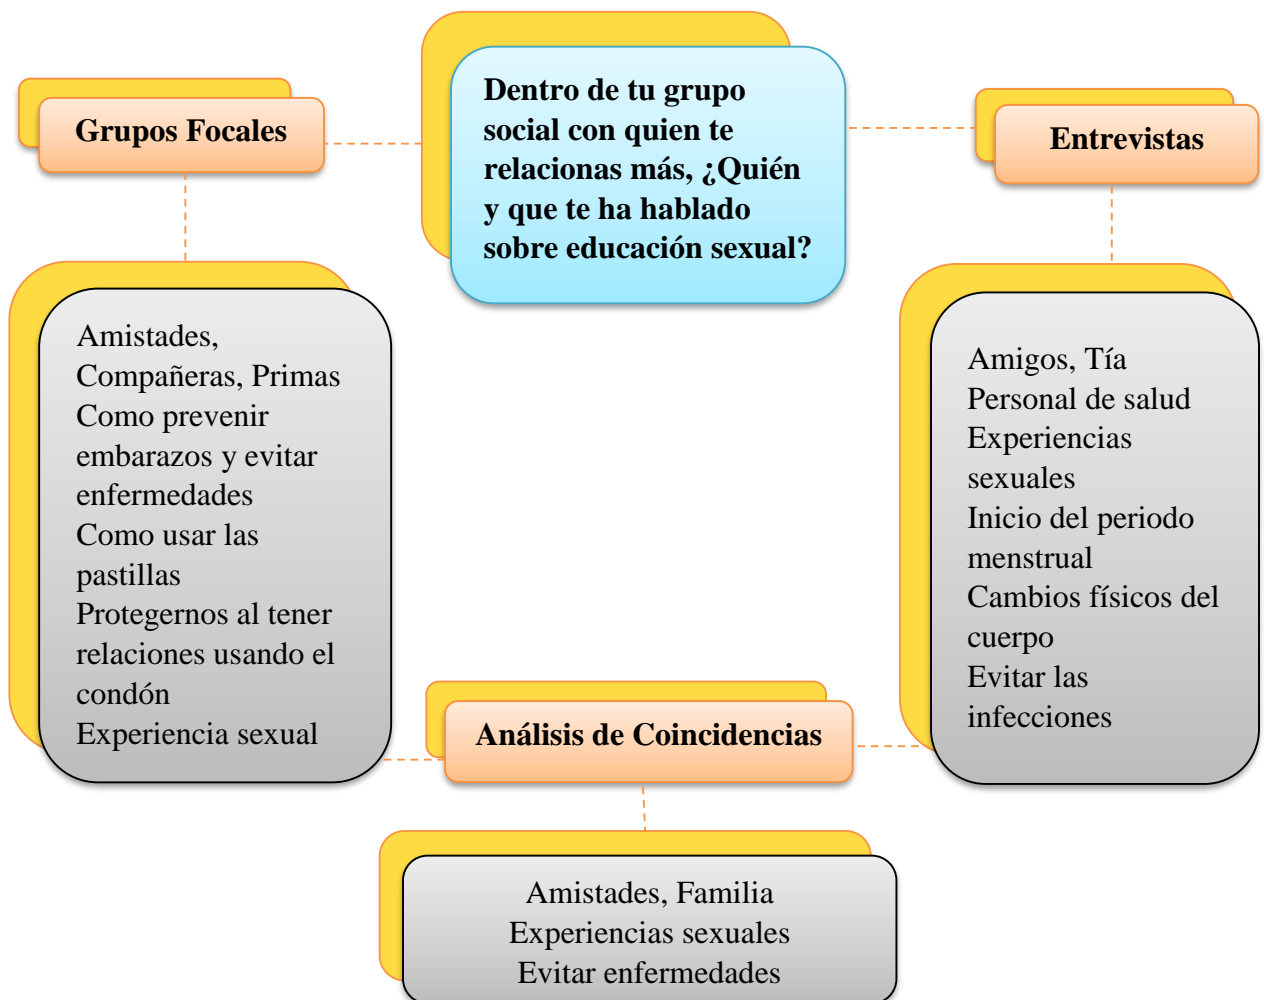 Dentro de tu grupo
social con quien te
relacionas más, ¿Quién
y que te ha hablado
sobre educación sexual?
Grupos Focales
Entrevistas
Amistades,
Compañeras, Primas
Como prevenir
embarazos y evitar
enfermedades
Como usar las
pastillas
Protegernos al tener
relaciones usando el
condón
Experiencia sexual
Amigos, Tía
Personal de salud
Experiencias
sexuales
Inicio del periodo
menstrual
Cambios físicos del
cuerpo
Evitar las
infecciones
Análisis de Coincidencias
Amistades, Familia
Experiencias sexuales
Evitar enfermedades